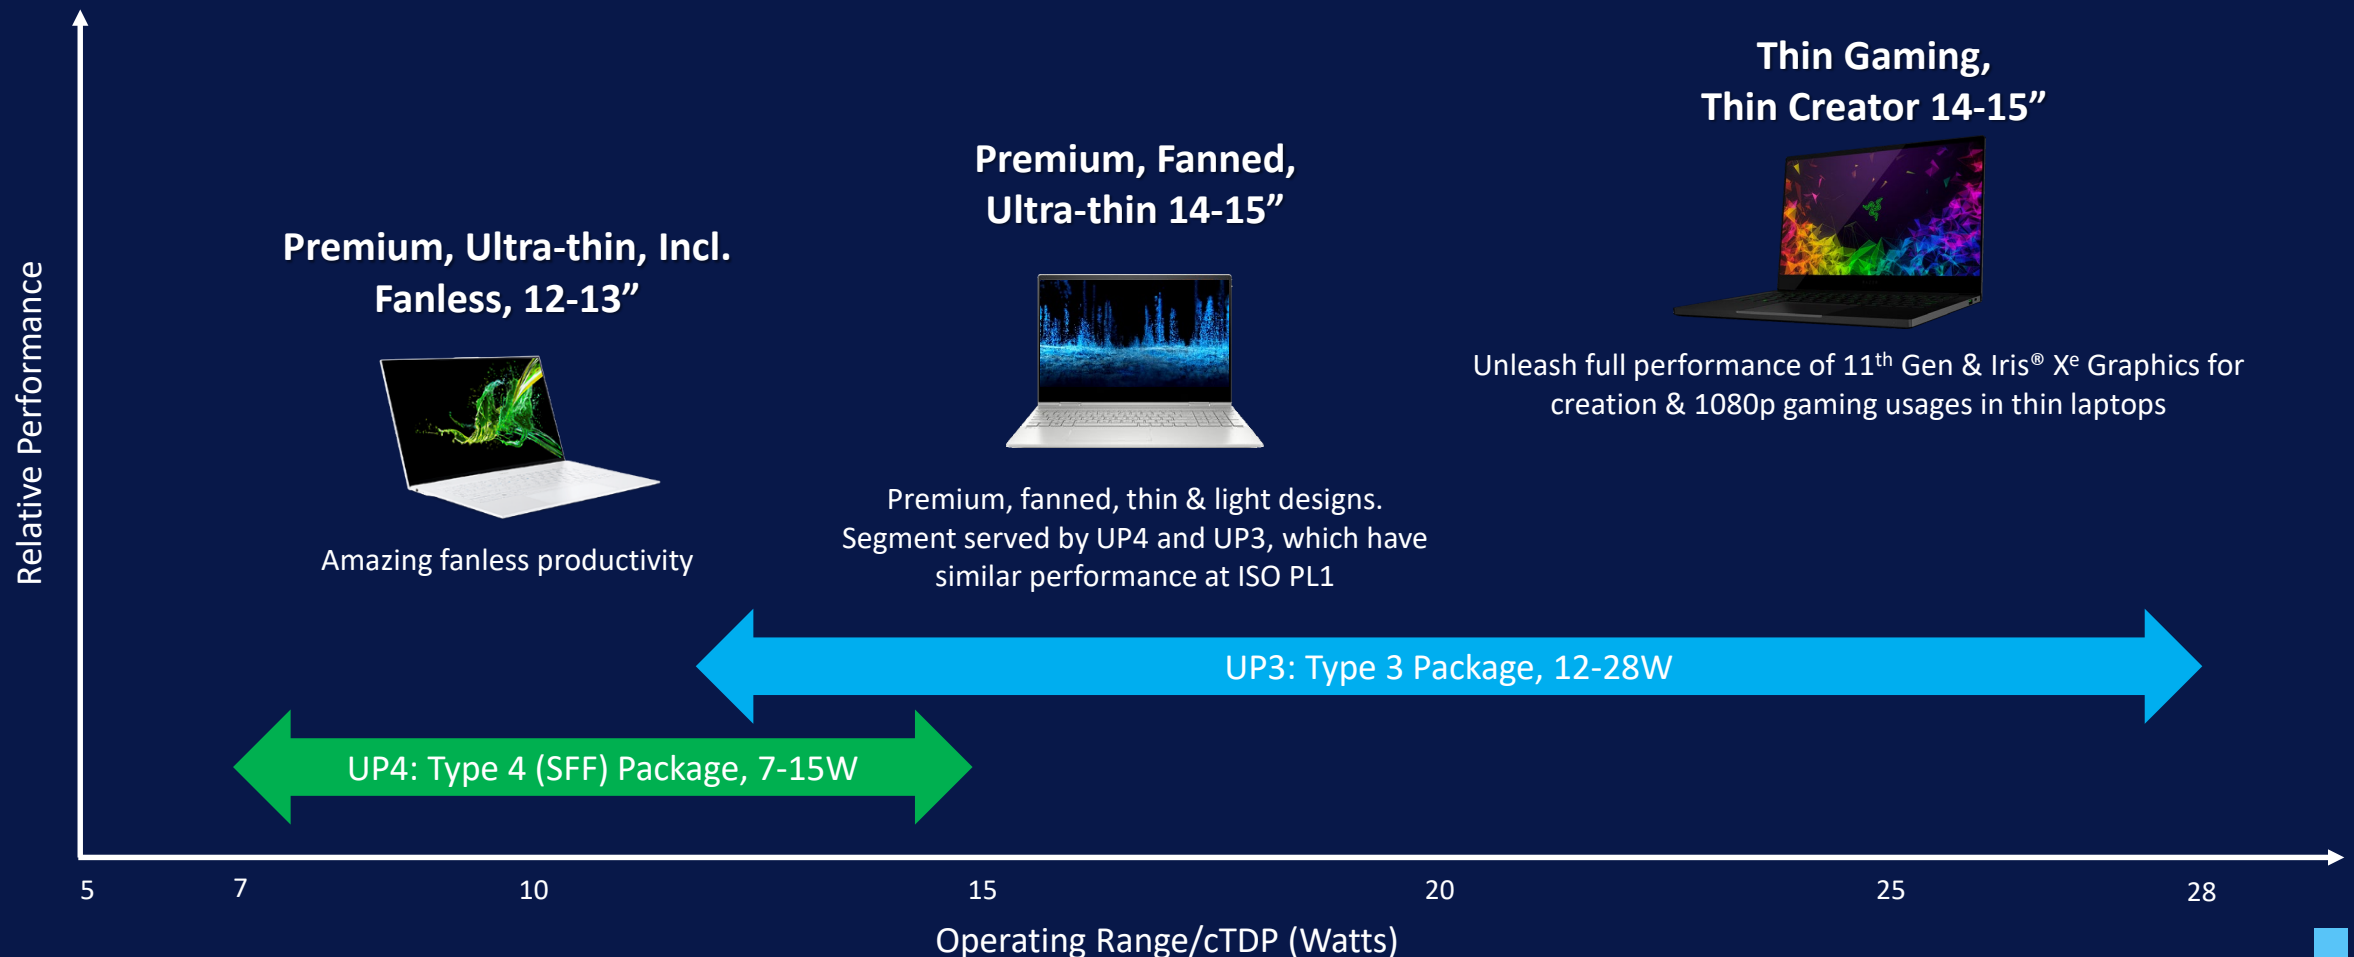 Thin Gaming,
Thin Creator 14-15”
Premium, Fanned,
Ultra-thin 14-15”
Premium, Ultra-thin, Incl.
Fanless, 12-13”
Relative Performance
Unleash full performance of 11th Gen & Iris® Xe Graphics for
creation & 1080p gaming usages in thin laptops
Premium, fanned, thin & light designs.
Segment served by UP4 and UP3, which have
similar performance at ISO PL1
Amazing fanless productivity
UP3: Type 3 Package, 12-28W
UP4: Type 4 (SFF) Package, 7-15W
5 7 10 15 20 25 28
Operating Range/cTDP (Watts)